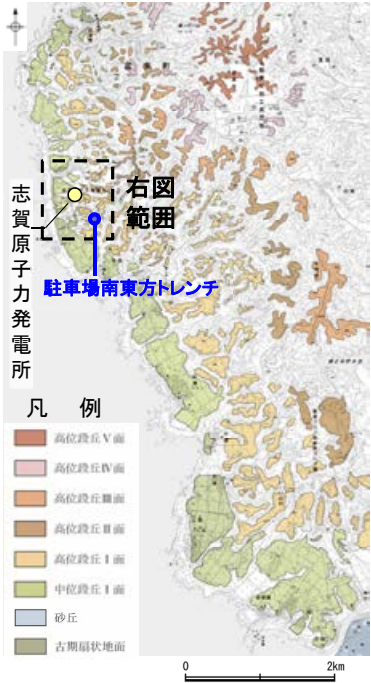 右図
範囲
志賀原子力発電所
駐車場南東方トレンチ
凡 例
高位段丘Ⅴ面
高位段丘Ⅳ面
高位段丘Ⅲ面
高位段丘Ⅱ面
高位段丘Ⅰ面
中位段丘Ⅰ面
砂丘
古期扇状地面
0 2km